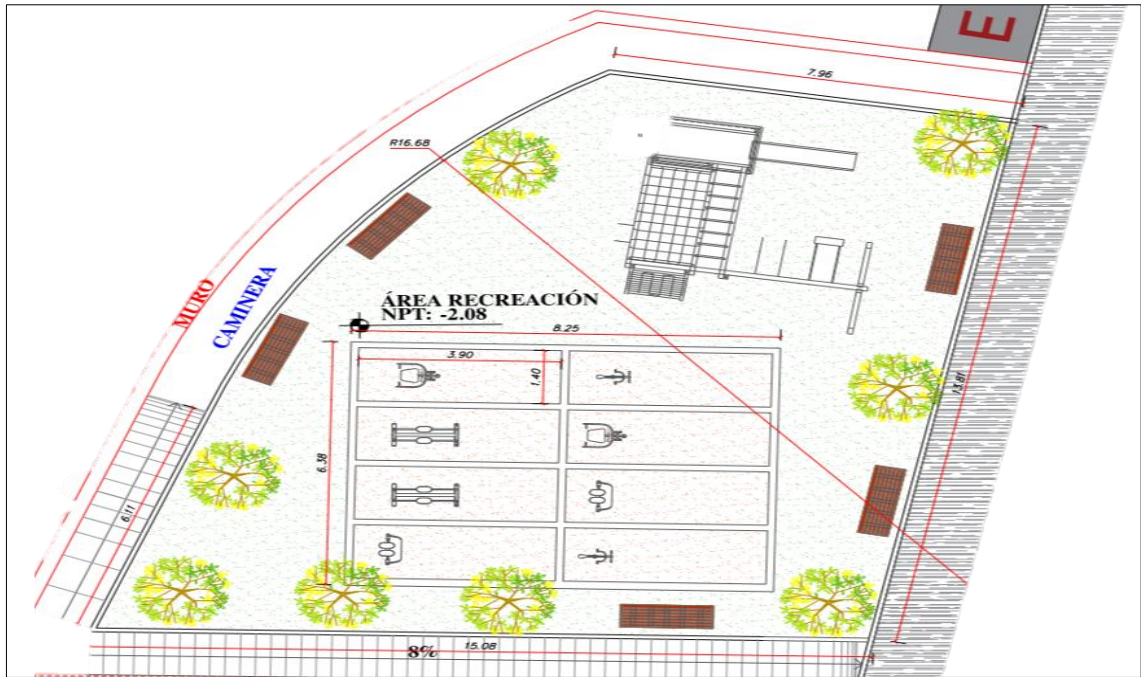 E
7.96
R16.68
MURO
CAMINERA
ÁREA RECREACIÓN
NPT: -2.08
8.25
3.90
1.40
13.81
6.38
6.11
8%
15.08